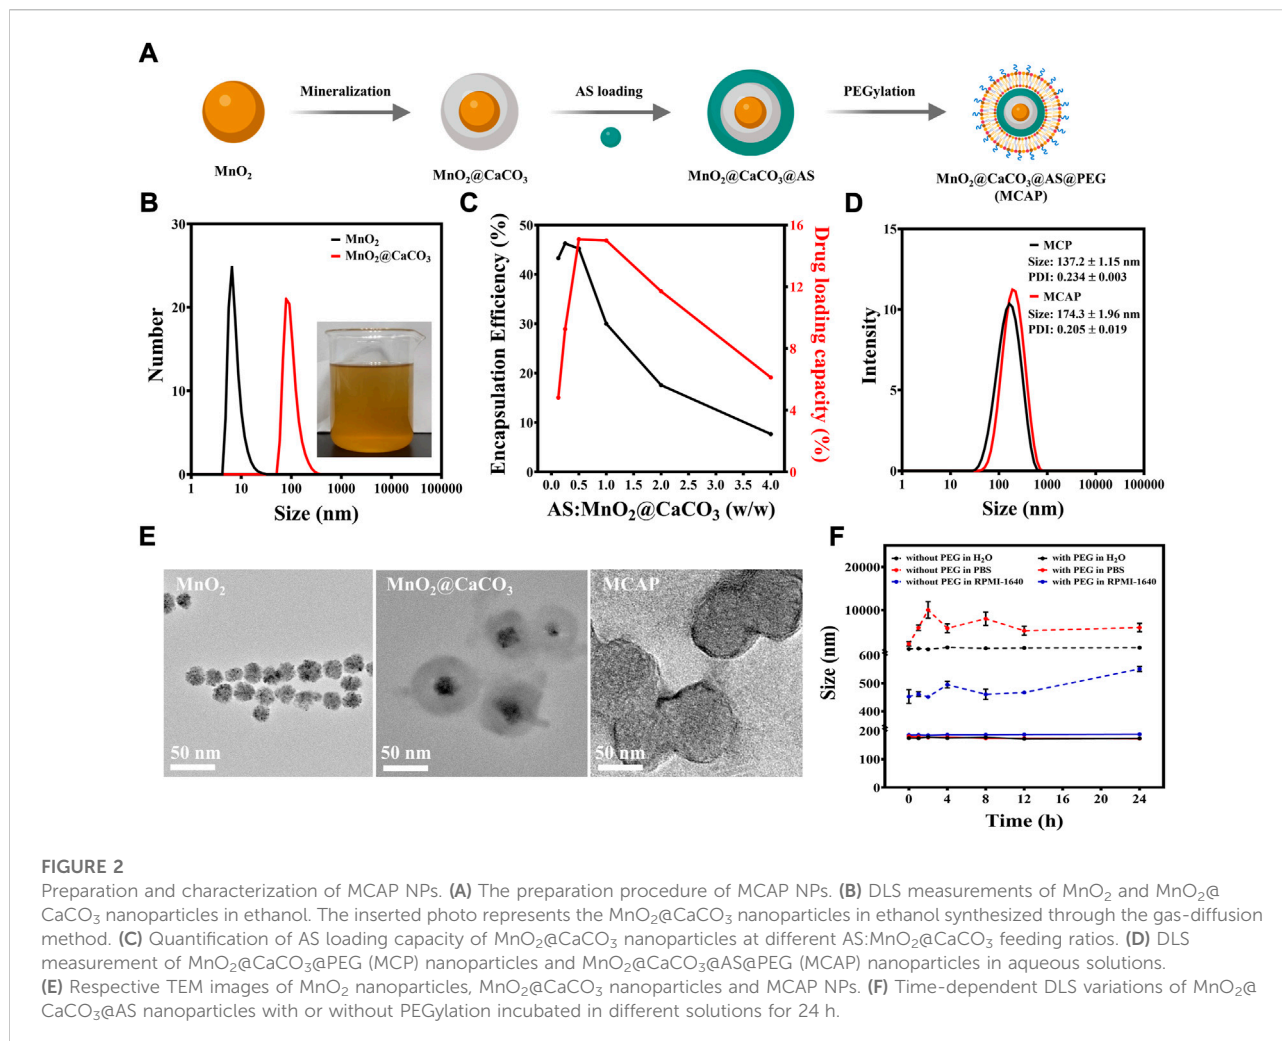 A
Mineralization
AS loading
PEGylation
MnO₂
MnO₂@CaCO₃
MnO₂@CaCO₃@AS
MnO₂@CaCO₃@AS@PEG
(MCAP)
B
30
20
10
0
Number
MnO₂
MnO₂@CaCO₃
1
10
100
1000
10000
100000
Size (nm)
C
50
40
30
20
10
0
Encapsulation Efficiency (%)
16
12
8
4
0
Drug loading capacity (%)
0.0
0.5
1.0
1.5
2.0
2.5
3.0
3.5
4.0
AS:MnO₂@CaCO₃ (w/w)
D
15
10
5
0
Intensity
MCP
Size: 137.2 ± 1.15 nm
PDI: 0.234 ± 0.003
MCAP
Size: 174.3 ± 1.96 nm
PDI: 0.205 ± 0.019
1
10
100
1000
10000
100000
Size (nm)
E
MnO₂
50 nm
MnO₂@CaCO₃
50 nm
MCAP
50 nm
F
without PEG in H₂O
without PEG in PBS
without PEG in RPMI-1640
with PEG in H₂O
with PEG in PBS
with PEG in RPMI-1640
20000
10000
600
500
400
200
100
0
Size (nm)
0
4
8
12
16
20
24
Time (h)
FIGURE 2
Preparation and characterization of MCAP NPs. (A) The preparation procedure of MCAP NPs. (B) DLS measurements of MnO₂ and MnO₂@
CaCO₃ nanoparticles in ethanol. The inserted photo represents the MnO₂@CaCO₃ nanoparticles in ethanol synthesized through the gas-diffusion
method. (C) Quantification of AS loading capacity of MnO₂@CaCO₃ nanoparticles at different AS:MnO₂@CaCO₃ feeding ratios. (D) DLS
measurement of MnO₂@CaCO₃@PEG (MCP) nanoparticles and MnO₂@CaCO₃@AS@PEG (MCAP) nanoparticles in aqueous solutions.
(E) Respective TEM images of MnO₂ nanoparticles, MnO₂@CaCO₃ nanoparticles and MCAP NPs. (F) Time-dependent DLS variations of MnO₂@
CaCO₃@AS nanoparticles with or without PEGylation incubated in different solutions for 24 h.